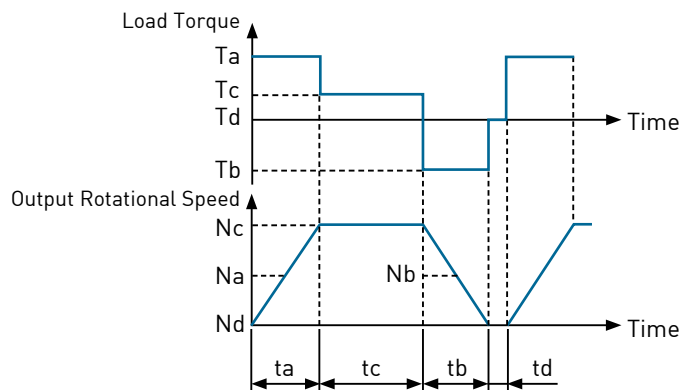 Load Torque
Ta
Tc
Td
Time
Tb
Output Rotational Speed
Nc
Na
Nb
Nd
Time
ta
tc
tb
td